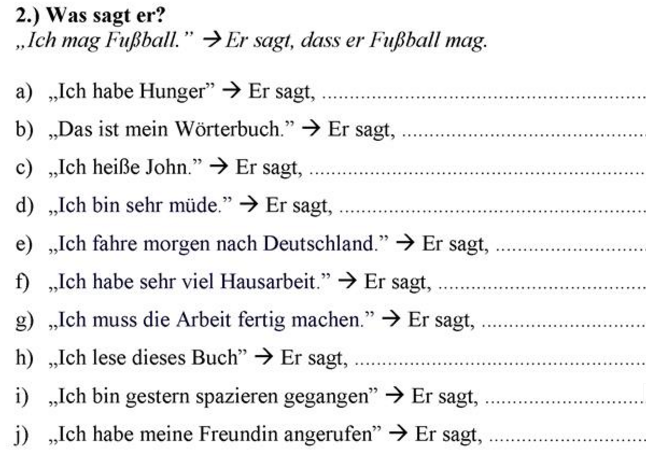 2.) Was sagt er?
„Ich mag Fußball.” → Er sagt, dass er Fußball mag.
a) „Ich habe Hunger” → Er sagt, ......................................................
b) „Das ist mein Wörterbuch.” → Er sagt, ........................................
c) „Ich heiße John.” → Er sagt, ........................................................
d) „Ich bin sehr müde.” → Er sagt, ...................................................
e) „Ich fahre morgen nach Deutschland.” → Er sagt, .........................
f) „Ich habe sehr viel Hausarbeit.” → Er sagt, ...................................
g) „Ich muss die Arbeit fertig machen.” → Er sagt, ...........................
h) „Ich lese dieses Buch” → Er sagt, ................................................
i) „Ich bin gestern spazieren gegangen” → Er sagt, ..........................
j) „Ich habe meine Freundin angerufen” → Er sagt, ..........................